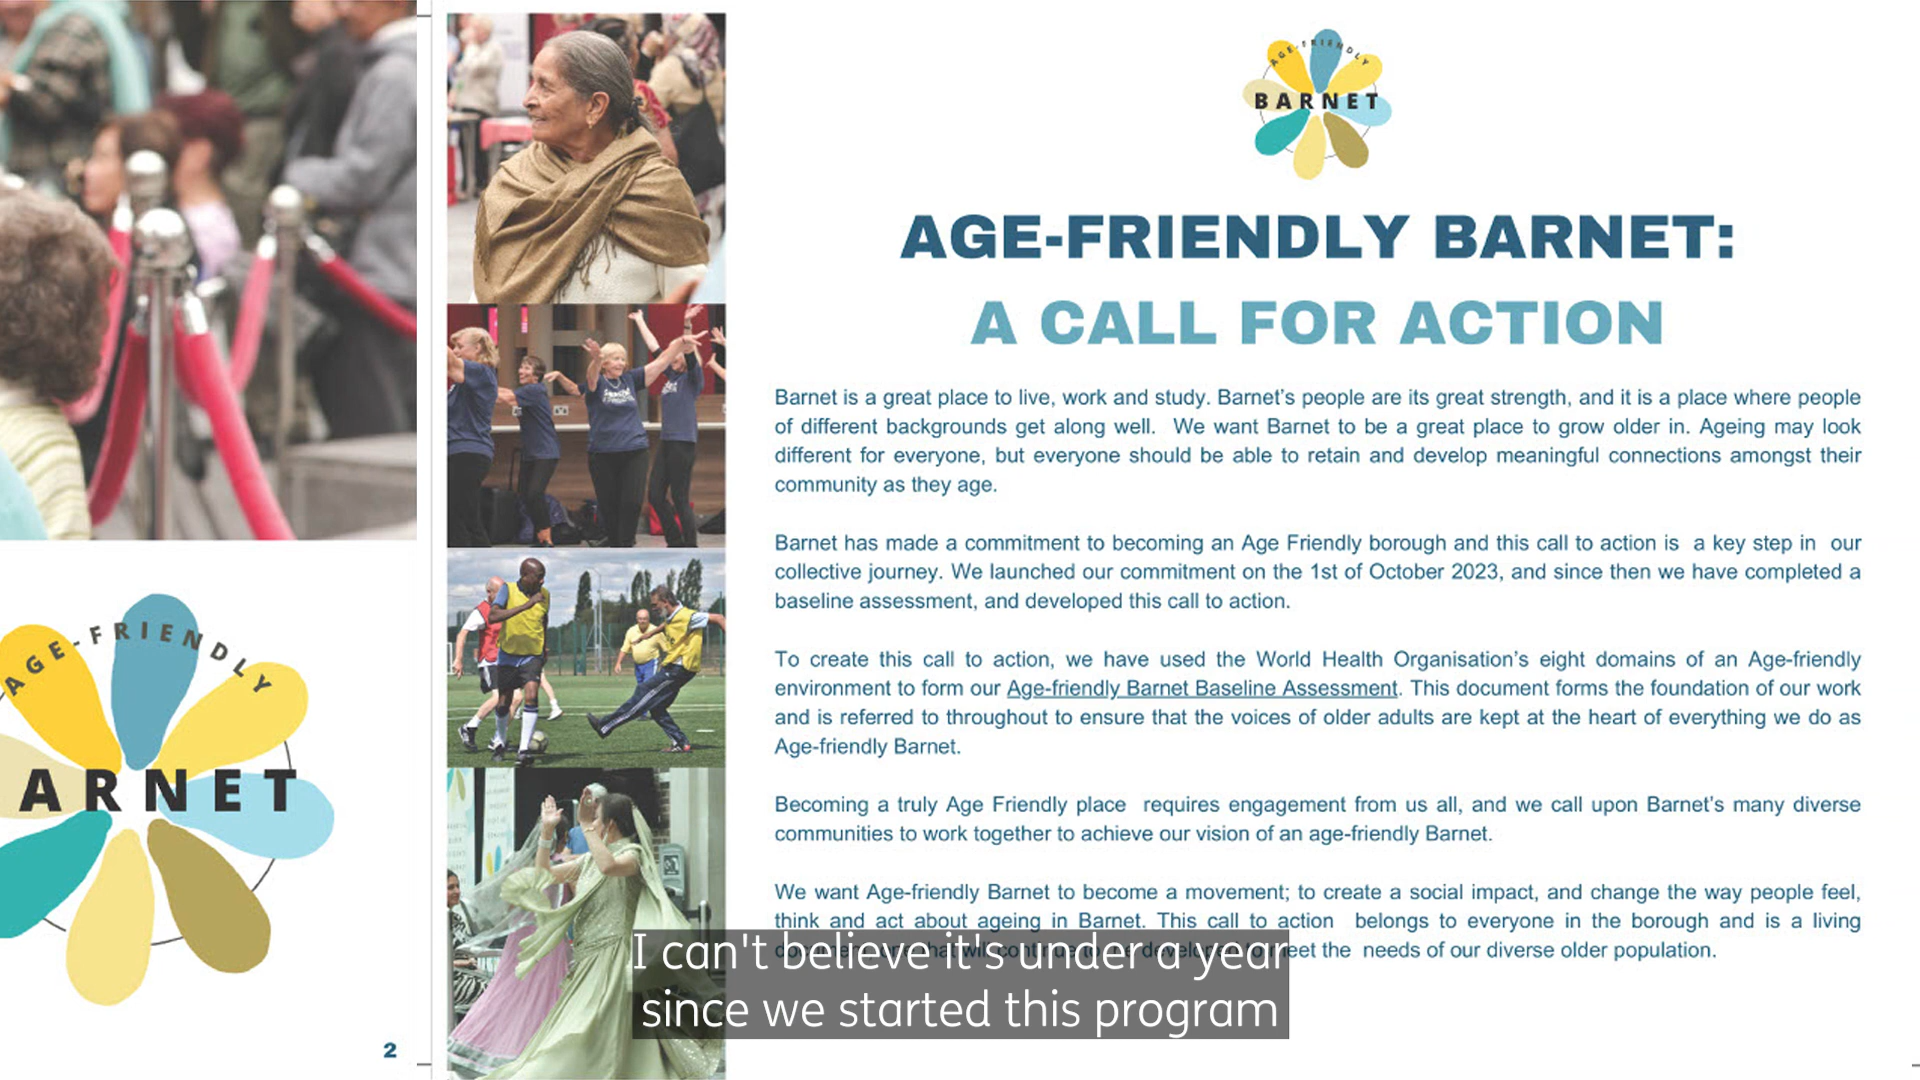 AGE-FRIENDLY
ARNET
2
AGE-FRIENDLY
BARNET
AGE-FRIENDLY BARNET:
A CALL FOR ACTION
Barnet is a great place to live, work and study. Barnet's people are its great strength, and it is a place where people
of different backgrounds get along well.  We want Barnet to be a great place to grow older in. Ageing may look
different for everyone, but everyone should be able to retain and develop meaningful connections amongst their
community as they age.
Barnet has made a commitment to becoming an Age Friendly borough and this call to action is  a key step in  our
collective journey. We launched our commitment on the 1st of October 2023, and since then we have completed a
baseline assessment, and developed this call to action.
To create this call to action, we have used the World Health Organisation's eight domains of an Age-friendly
environment to form our Age-friendly Barnet Baseline Assessment. This document forms the foundation of our work
and is referred to throughout to ensure that the voices of older adults are kept at the heart of everything we do as
Age-friendly Barnet.
Becoming a truly Age Friendly place  requires engagement from us all, and we call upon Barnet's many diverse
communities to work together to achieve our vision of an age-friendly Barnet.
We want Age-friendly Barnet to become a movement; to create a social impact, and change the way people feel,
think and act about ageing in Barnet. This call to action  belongs to everyone in the borough and is a living
the  needs of our diverse older population.
I can't believe it's under a year
since we started this program